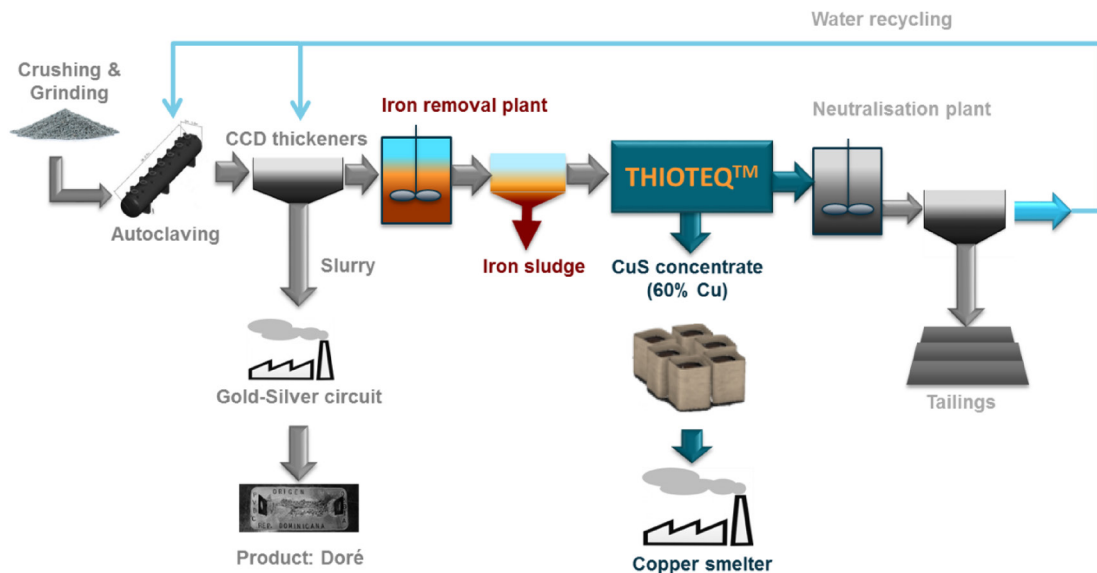 Water recycling
Crushing &
Grinding
Iron removal plant
Neutralisation plant
CCD thickeners
THIOTEQ™
Autoclaving
Slurry
Iron sludge
CuS concentrate
(60% Cu)
Gold-Silver circuit
Tailings
ORIGEN
REP. DOMINICANA
Product: Doré
Copper smelter